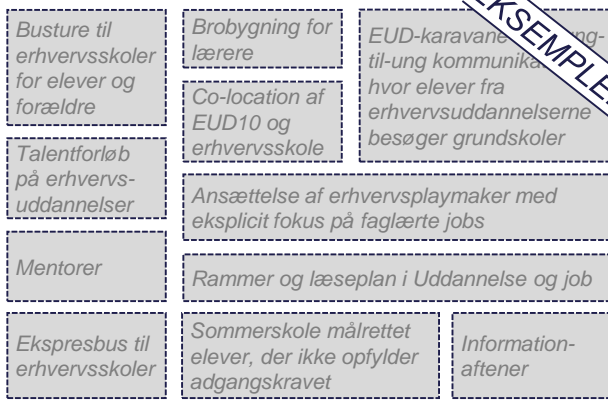 Busture til
erhvervsskoler
for elever og
forældre
Brobygning for
lærere
EUD-karavane
til-ung
hvor elever fra
erhvervsuddannelserne
besøger grundskoler
EKSEMPLER
Co-location af
EUD10 og
erhvervsskole
Talentforløb
på erhvervs-
uddannelser
Ansættelse af erhvervsplaymaker med
eksplicit fokus på faglærte jobs
Mentorer
Rammer og læseplan i Uddannelse og job
Ekspresbus til
erhvervsskoler
Sommerskole målrettet
elever, der ikke opfylder
adgangskravet
Information-
aftener